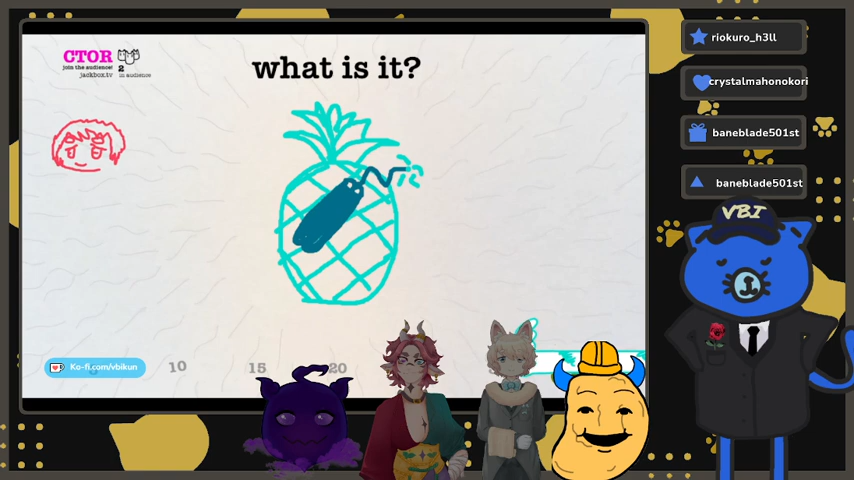 CTOR
join the audience!
jackbox.tv
2
in audience
what is it?
riokuro_h3ll
crystalmahonokori
baneblade501st
baneblade501st
VBI
Ko-fi.com/vbikun
10
15
20